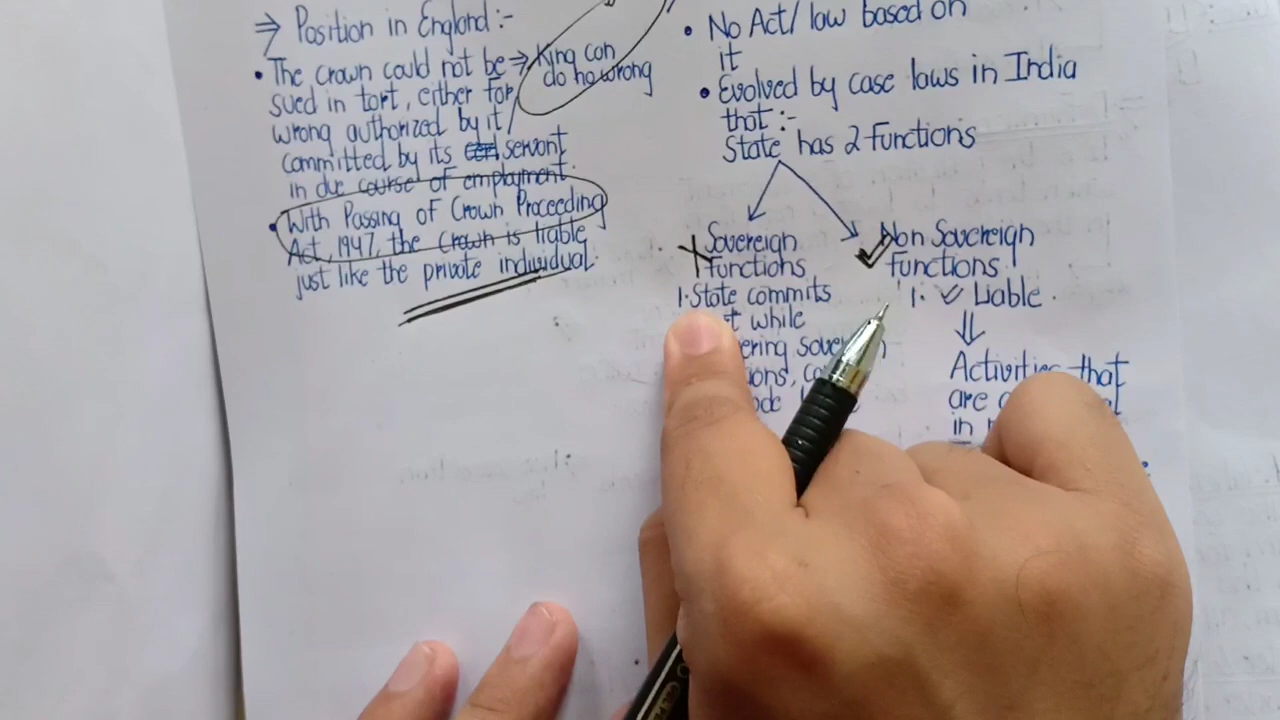 ⇒ Position in England :-
• The crown could not be ⇒ King can
do no wrong
sued in tort, either for
wrong authorized by it /
committed by its servant
in due course of employment.
• With Passing of Crown Proceeding
Act, 1947, the Crown is liable
just like the private individual.
• No Act/ law based on
it
• Evolved by case laws in India
that :-
State has 2 Functions
Sovereign
functions
1. State commits
while
sove
Non Sovereign
functions.
1. ✓ Liable.
⇓
Activities that
are
in